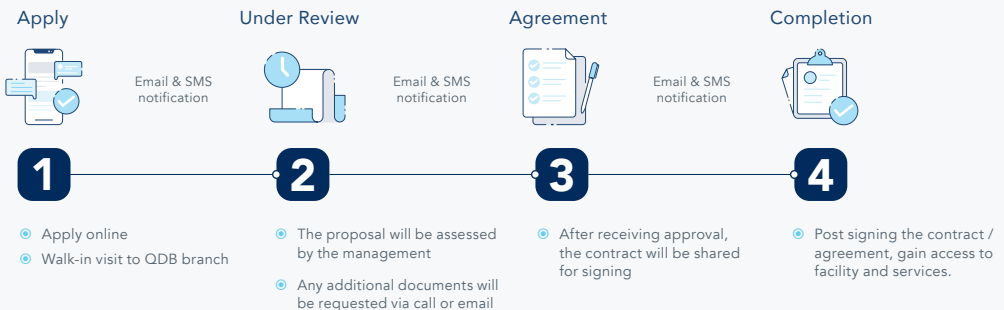 Apply
Under Review
Agreement
Completion
Email & SMS
notification
Email & SMS
notification
Email & SMS
notification
1
2
3
4
Apply online
Walk-in visit to QDB branch
The proposal will be assessed
by the management
Any additional documents will
be requested via call or email
After receiving approval,
the contract will be shared
for signing
Post signing the contract /
agreement, gain access to
facility and services.